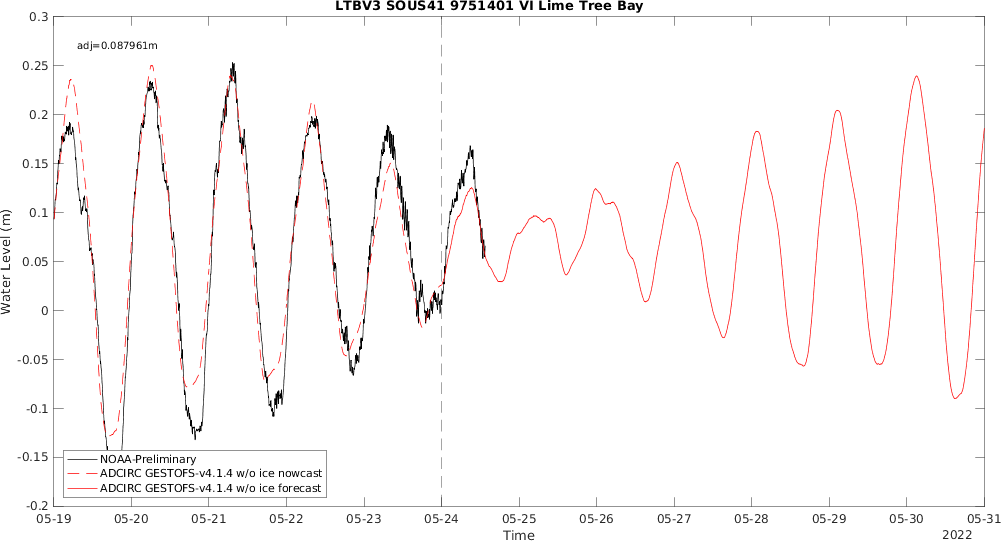 LTBV3 SOUS41 9751401 VI Lime Tree Bay
adj=0.087961m
0.3
0.25
0.2
0.15
0.1
0.05
0
-0.05
-0.1
-0.15
-0.2
Water Level (m)
NOAA-Preliminary
ADCIRC GESTOFS-v4.1.4 w/o ice nowcast
ADCIRC GESTOFS-v4.1.4 w/o ice forecast
05-19 05-20 05-21 05-22 05-23 05-24 05-25 05-26 05-27 05-28 05-29 05-30 05-31
Time
2022